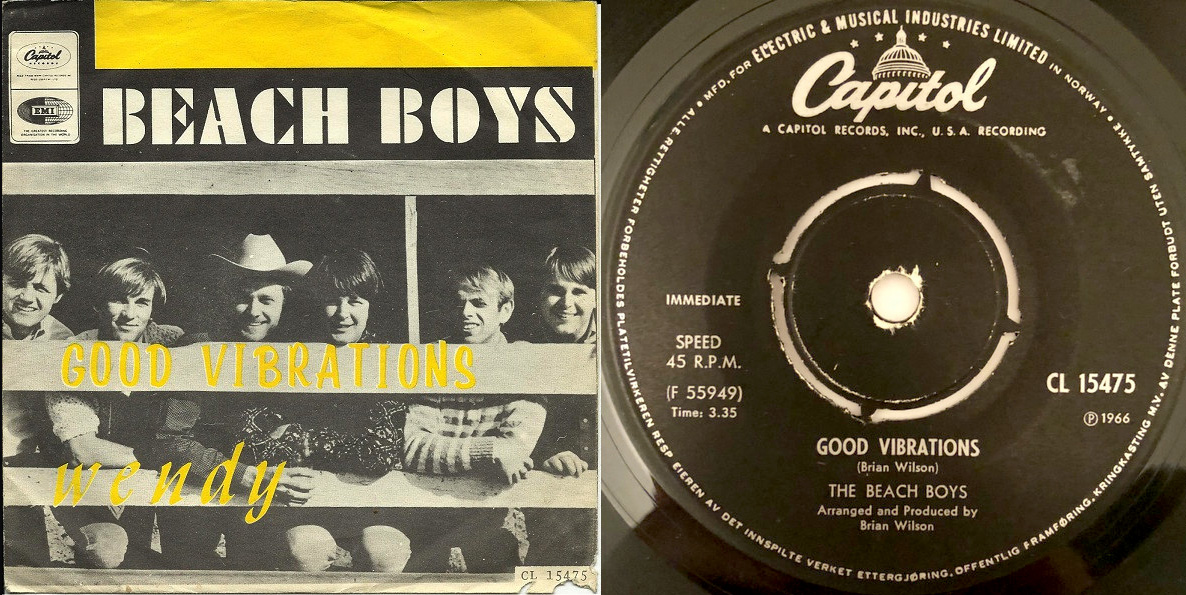 Capitol
RECORDS
EMI
THE GREATEST RECORDING
ORGANISATION IN THE WORLD
BEACH BOYS
GOOD VIBRATIONS
wendy
CL 15475
MFD. FOR ELECTRIC & MUSICAL INDUSTRIES LIMITED IN NORWAY • ALLE RETTIGHETER FORBEHOLDES PLATETILVIRKEREN RESP EIEREN AV DET INNSPILTE VERKET ETTERGJØRING, OFFENTLIG FRAMFØRING, KRINGKASTING M.V. AV DENNE PLATE FORBUDT UTEN SAMTYKKE •
Capitol
A CAPITOL RECORDS, INC., U.S.A. RECORDING
IMMEDIATE
SPEED
45 R.P.M.
(F 55949)
Time: 3.35
CL 15475
℗ 1966
GOOD VIBRATIONS
(Brian Wilson)
THE BEACH BOYS
Arranged and Produced by
Brian Wilson